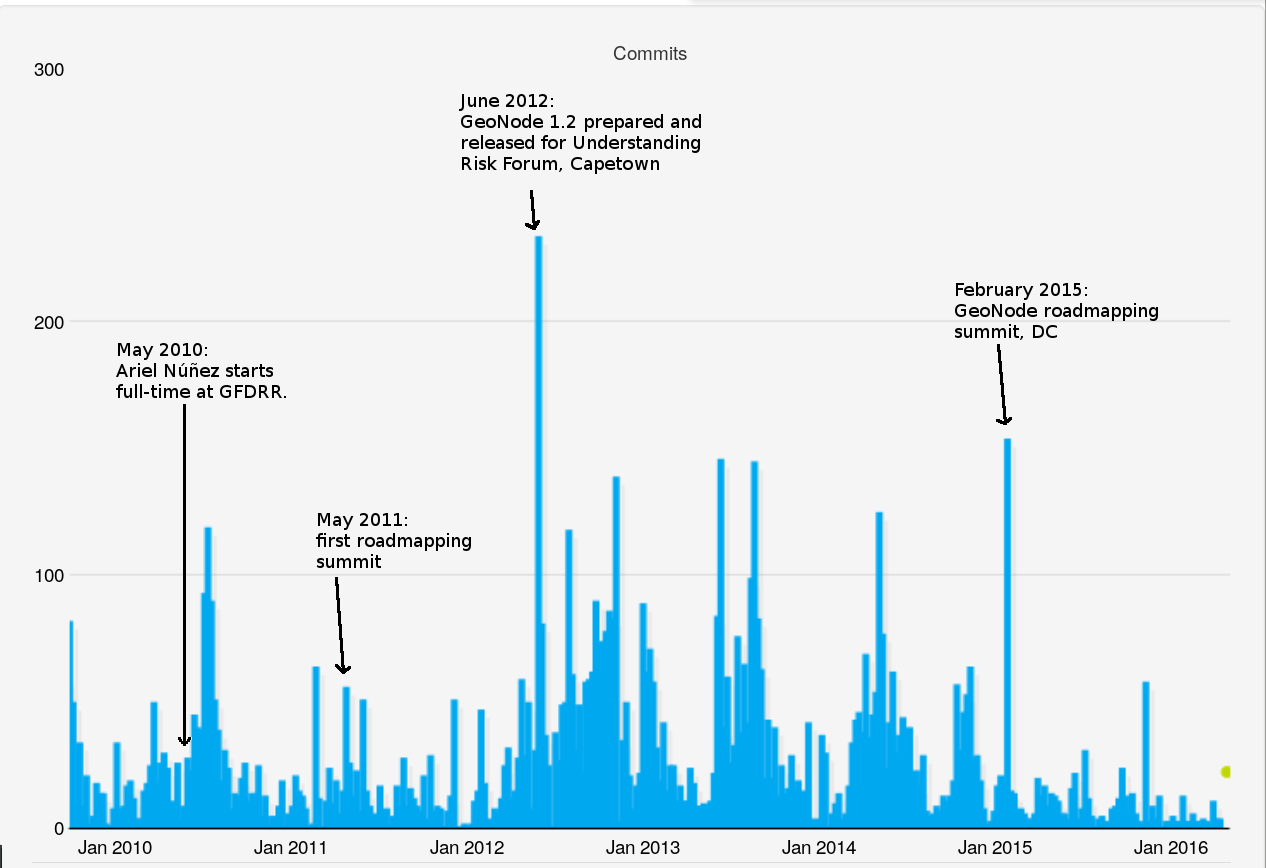 Commits
300
June 2012:
GeoNode 1.2 prepared and
released for Understanding
Risk Forum, Capetown
February 2015:
GeoNode roadmapping
summit, DC
200
May 2010:
Ariel Núñez starts
full-time at GFDRR.
May 2011:
first roadmapping
summit
100
0
Jan 2010 Jan 2011 Jan 2012 Jan 2013 Jan 2014 Jan 2015 Jan 2016